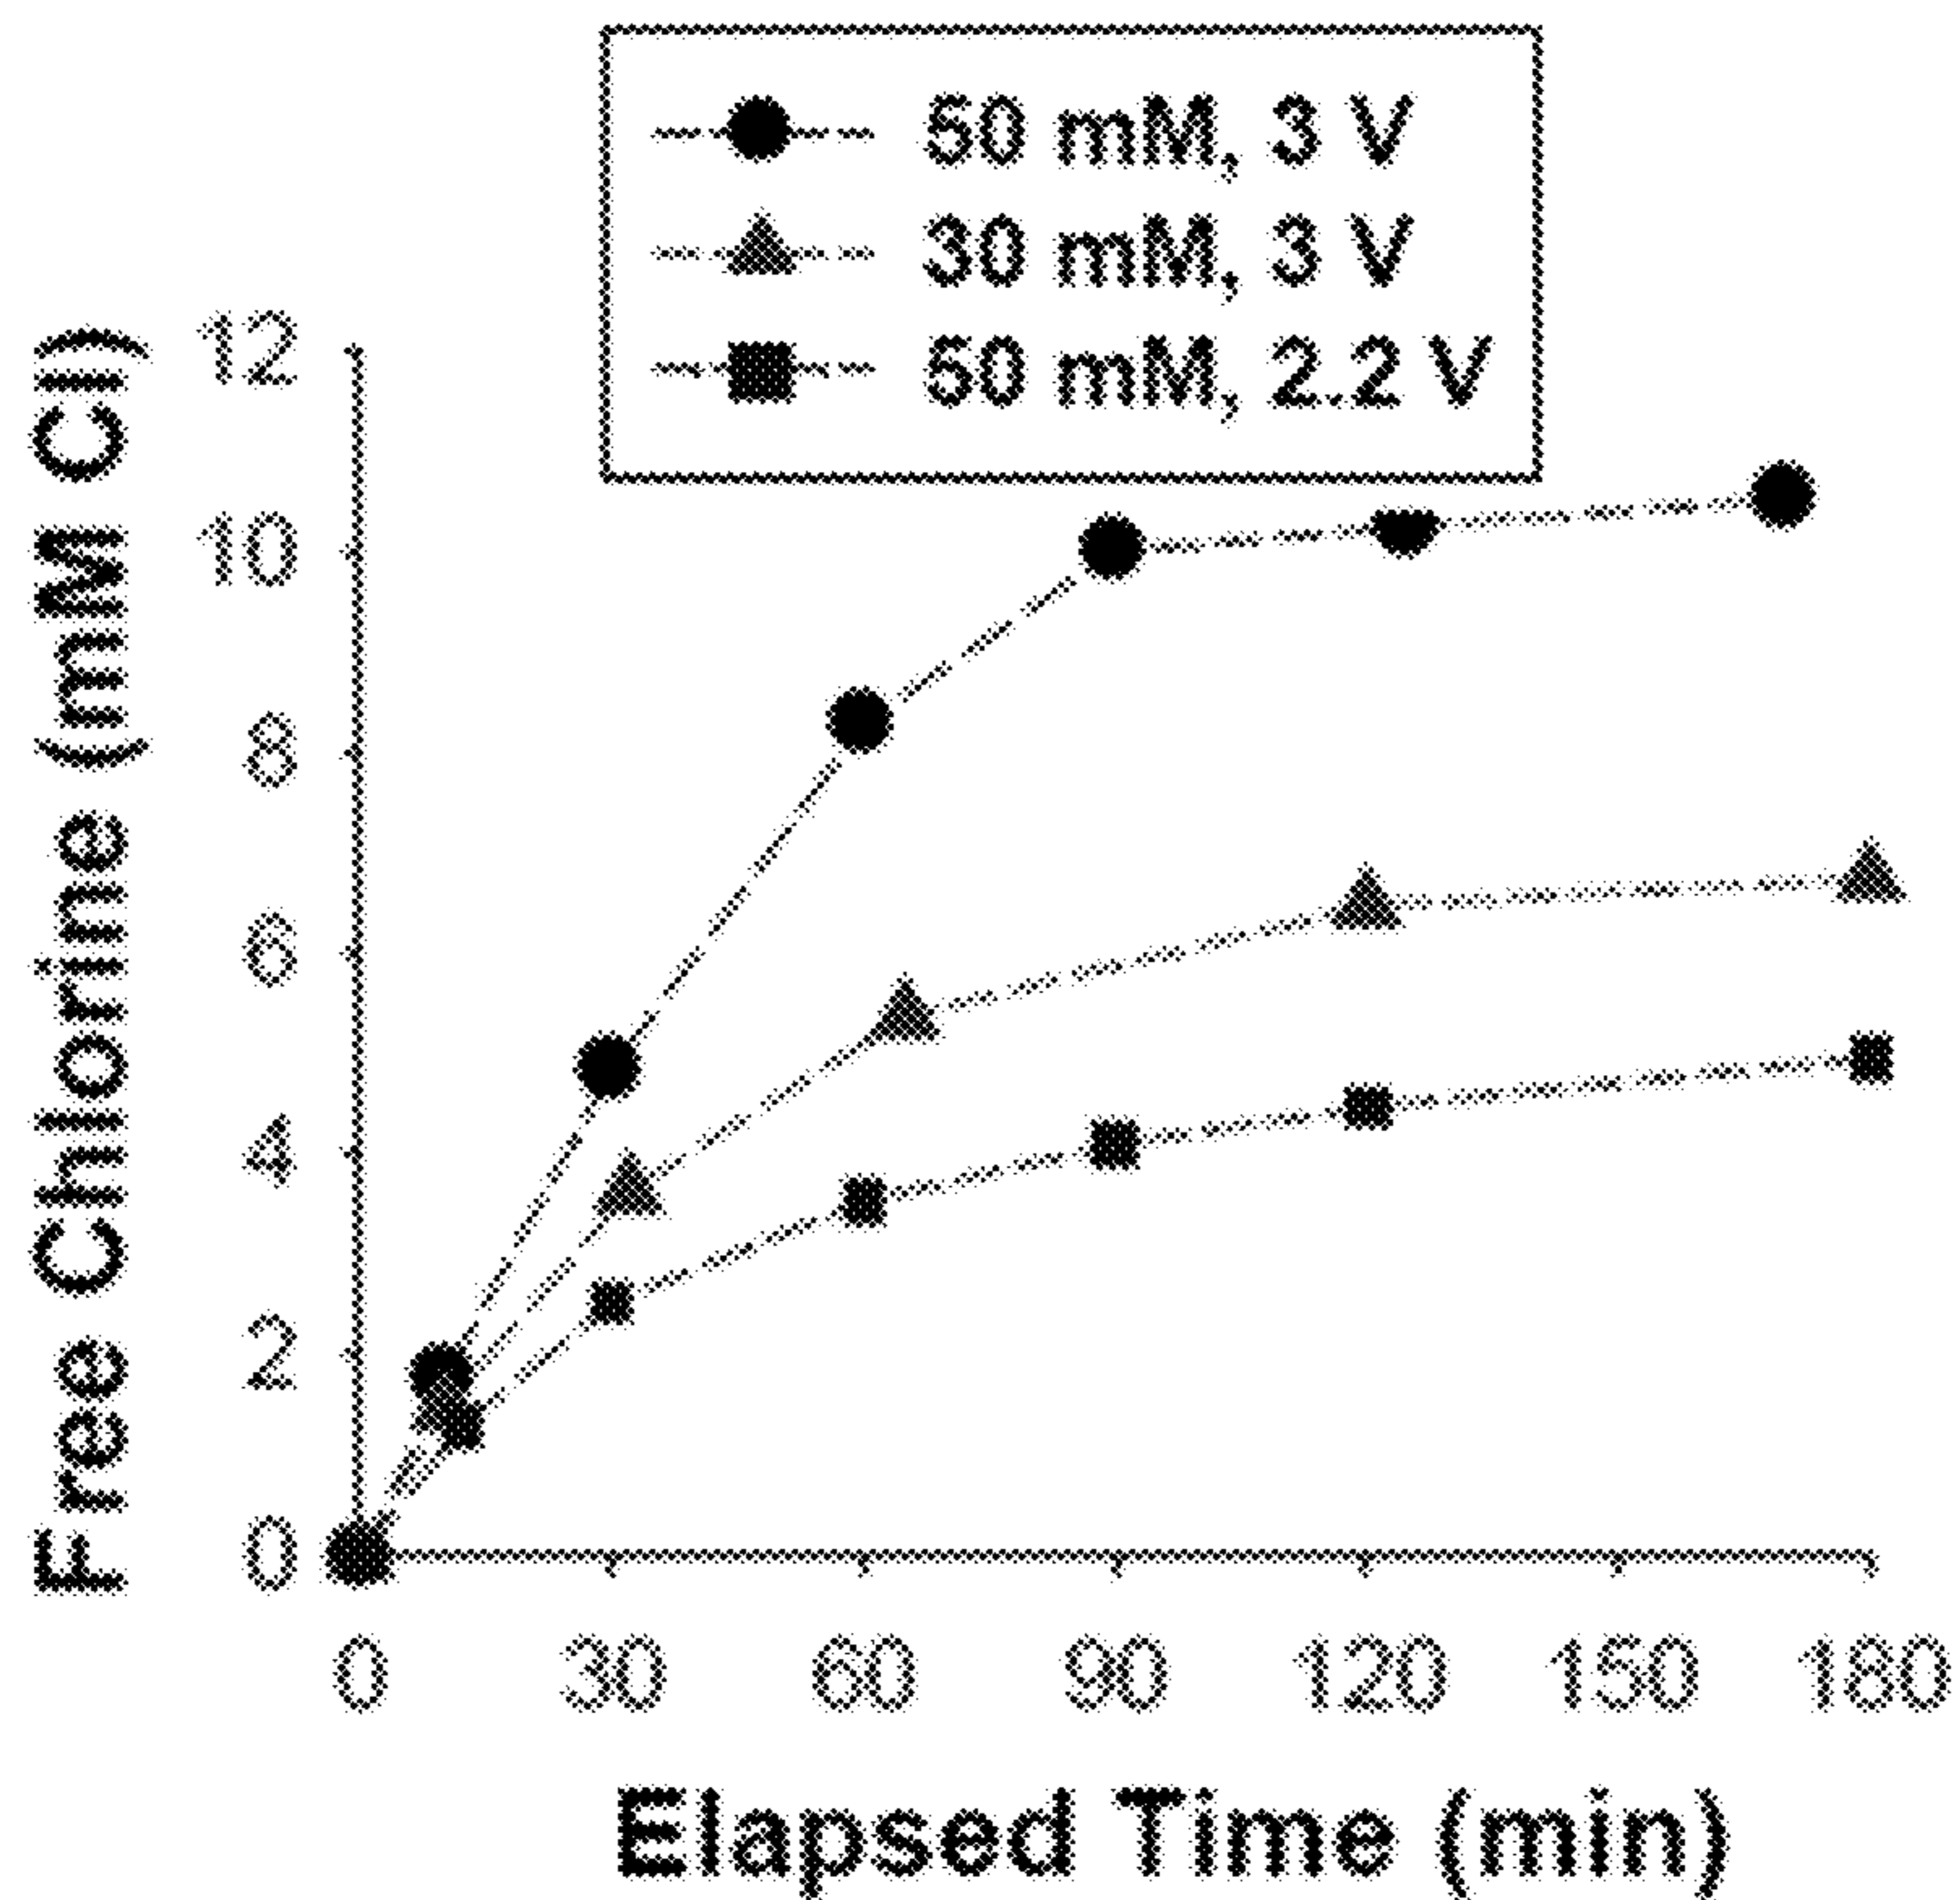 50 mM, 3 V
30 mM, 3 V
50 mM, 2.2 V
Free Chlorine (mM Cl)
12
10
8
6
4
2
0
0 30 60 90 120 150 180
Elapsed Time (min)